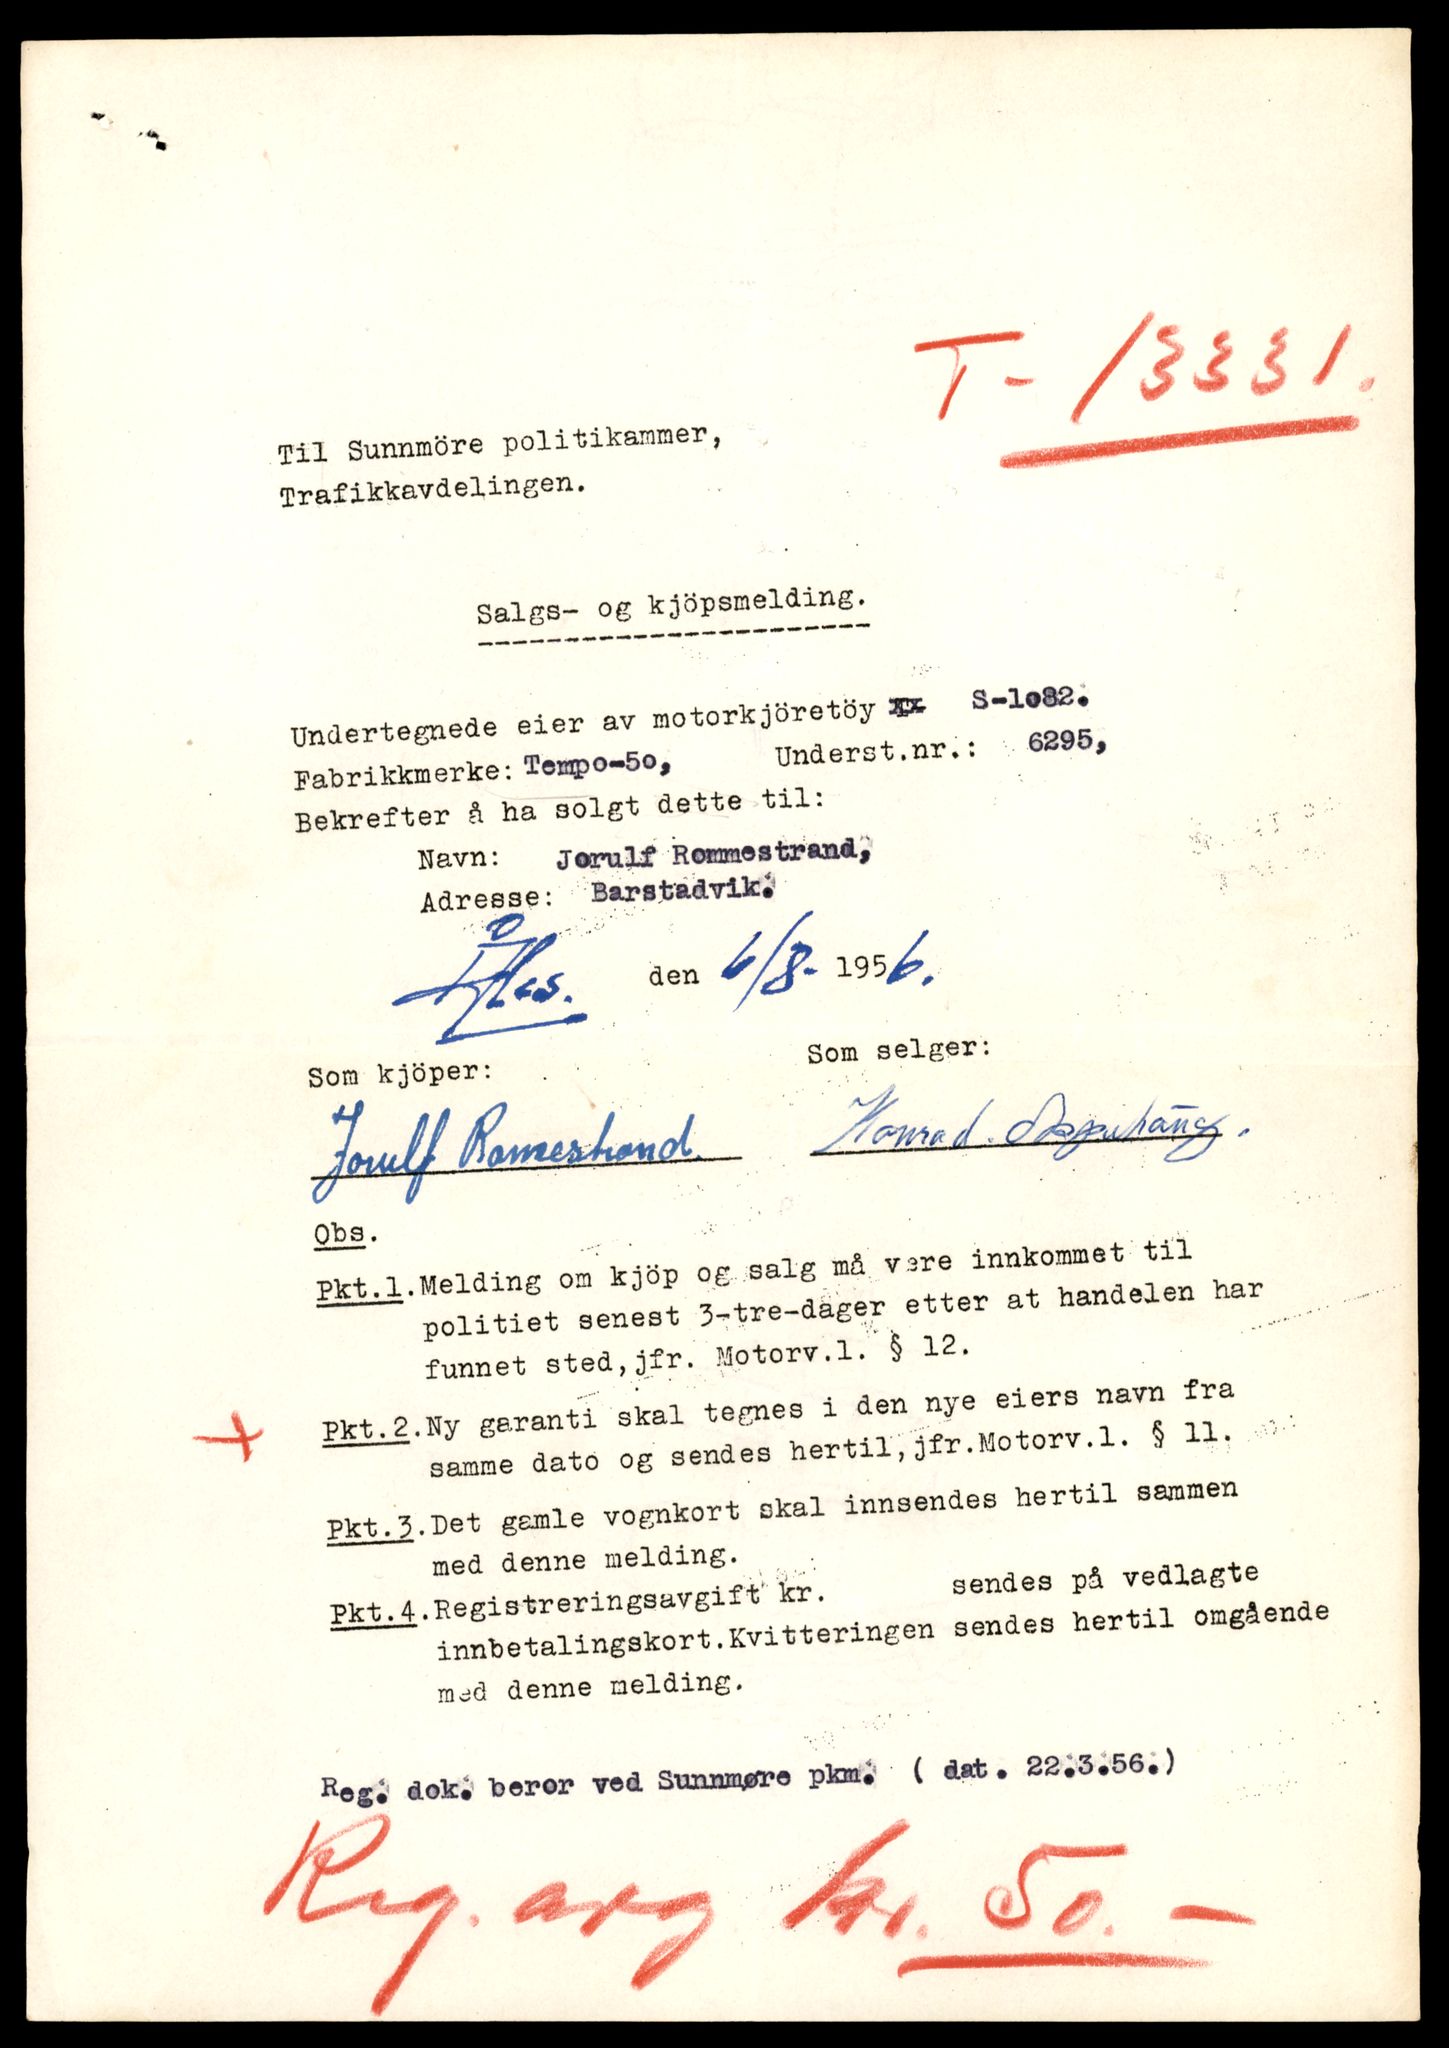 T- 13331.
Til Sunnmöre politikammer,
Trafikkavdelingen.
Salgs- og kjöpsmelding.
Undertegnede eier av motorkjöretöy xx S-1o82.
Fabrikkmerke: Tempo-5o, Underst.nr.: 6295,
Bekrefter å ha solgt dette til:
Navn: Jorulf Rommestrand,
Adresse: Barstadvik.
Åles. den 6/8- 1956.
Som kjöper: Som selger:
Jorulf Romestrand. Konrad.
Obs.
Pkt.1. Melding om kjöp og salg må være innkommet til
politiet senest 3-tre-dager etter at handelen har
funnet sted, jfr. Motorv.l. § 12.
Pkt.2. Ny garanti skal tegnes i den nye eiers navn fra
samme dato og sendes hertil, jfr.Motorv.l. § 11.
Pkt.3. Det gamle vognkort skal innsendes hertil sammen
med denne melding.
Pkt.4. Registreringsavgift kr. sendes på vedlagte
innbetalingskort.Kvitteringen sendes hertil omgående
med denne melding.
Reg. dok. beror ved Sunnmøre pkm. ( dat. 22.3.56.)
Reg. avg kr. 50.-